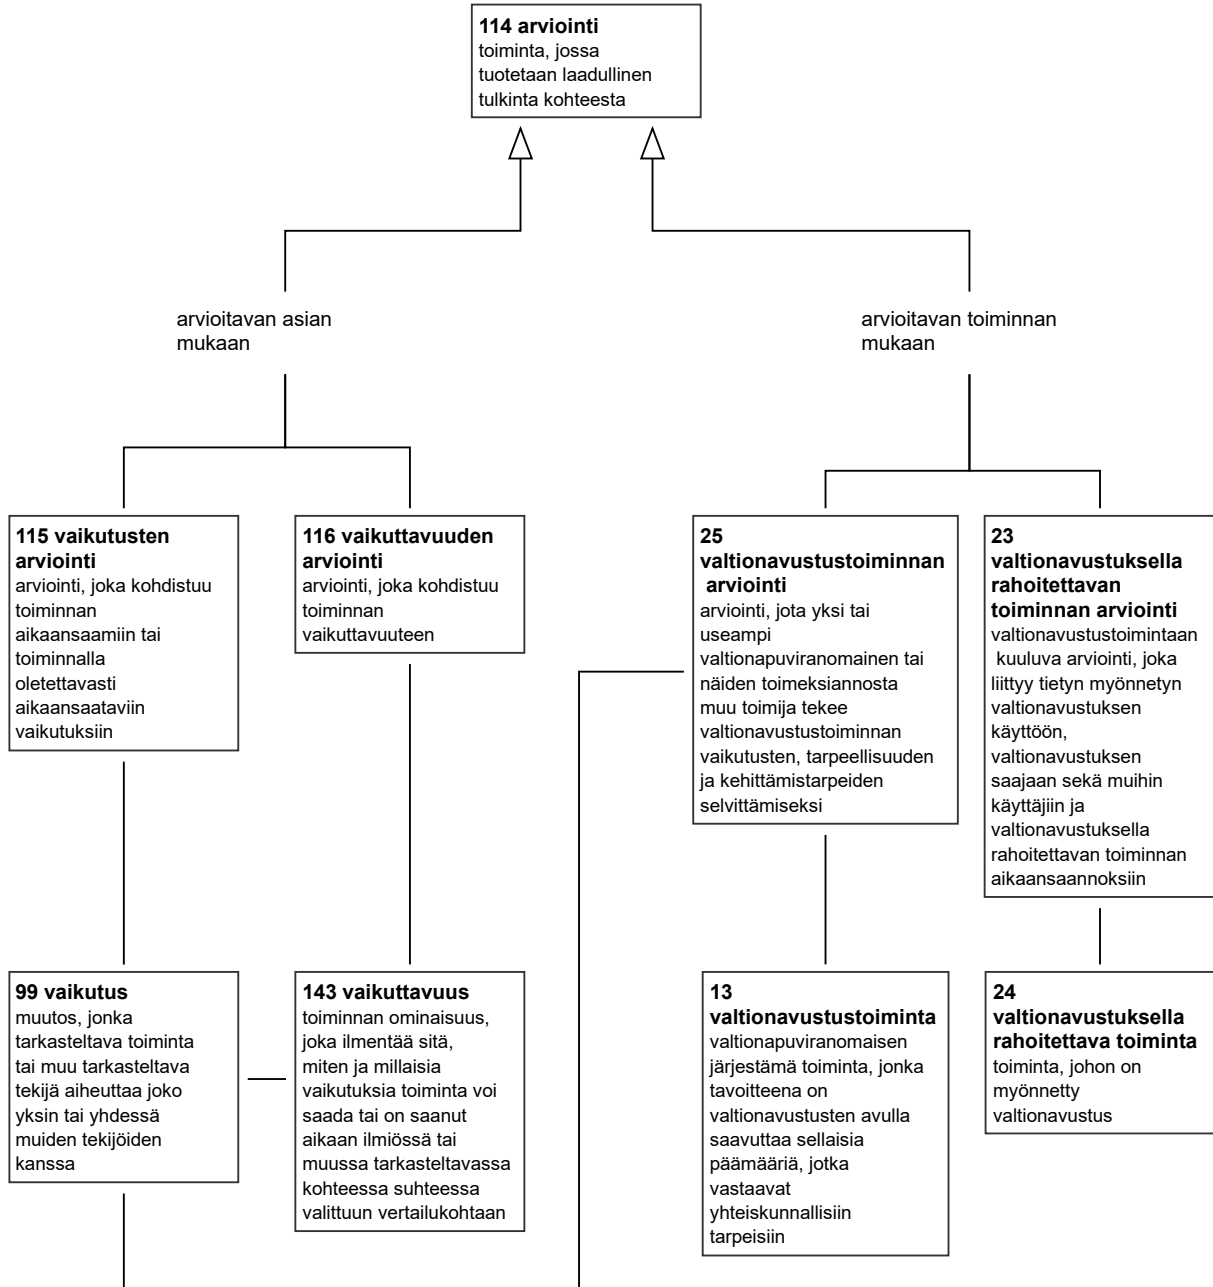 114 arviointi
toiminta, jossa
tuotetaan laadullinen
tulkinta kohteesta
arvioitavan asian
mukaan
arvioitavan toiminnan
mukaan
115 vaikutusten
arviointi
arviointi, joka kohdistuu
toiminnan
aikaansaamiin tai
toiminnalla
oletettavasti
aikaansaataviin
vaikutuksiin
116 vaikuttavuuden
arviointi
arviointi, joka kohdistuu
toiminnan
vaikuttavuuteen
25
valtionavustustoiminnan
arviointi
arviointi, jota yksi tai
useampi
valtionapuviranomainen tai
näiden toimeksiannosta
muu toimija tekee
valtionavustustoiminnan
vaikutusten, tarpeellisuuden
ja kehittämistarpeiden
selvittämiseksi
23
valtionavustuksella
rahoitettavan
toiminnan arviointi
valtionavustustoimintaan
kuuluva arviointi, joka
liittyy tietyn myönnetyn
valtionavustuksen
käyttöön,
valtionavustuksen
saajaan sekä muihin
käyttäjiin ja
valtionavustuksella
rahoitettavan toiminnan
aikaansaannoksiin
99 vaikutus
muutos, jonka
tarkasteltava toiminta
tai muu tarkasteltava
tekijä aiheuttaa joko
yksin tai yhdessä
muiden tekijöiden
kanssa
143 vaikuttavuus
toiminnan ominaisuus,
joka ilmentää sitä,
miten ja millaisia
vaikutuksia toiminta voi
saada tai on saanut
aikaan ilmiössä tai
muussa tarkasteltavassa
kohteessa suhteessa
valittuun vertailukohtaan
13
valtionavustustoiminta
valtionapuviranomaisen
järjestämä toiminta, jonka
tavoitteena on
valtionavustusten avulla
saavuttaa sellaisia
päämääriä, jotka
vastaavat
yhteiskunnallisiin
tarpeisiin
24
valtionavustuksella
rahoitettava toiminta
toiminta, johon on
myönnetty
valtionavustus